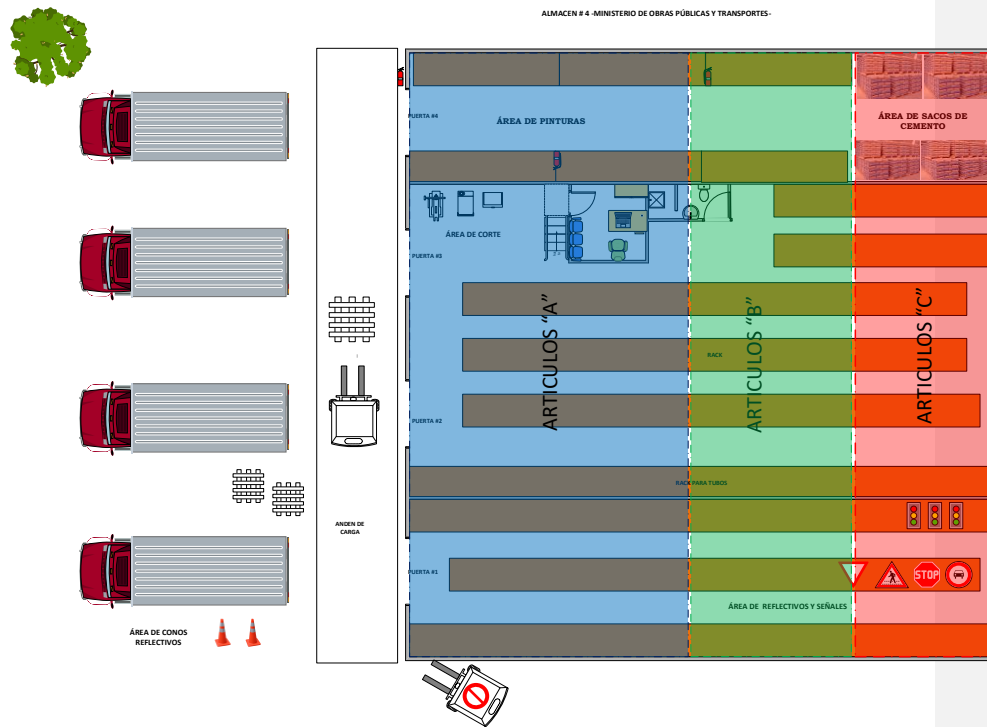 ALMACEN # 4 -MINISTERIO DE OBRAS PÚBLICAS Y TRANSPORTES-
PUERTA #4
ÁREA DE PINTURAS
ÁREA DE SACOS DE
CEMENTO
ÁREA DE CORTE
PUERTA #3
ARTICULOS "A"
ARTICULOS "B"
ARTICULOS "C"
RACK
PUERTA #2
RACK PARA TUBOS
ANDEN DE
CARGA
PUERTA #1
STOP
ÁREA DE REFLECTIVOS Y SEÑALES
ÁREA DE CONOS
REFLECTIVOS